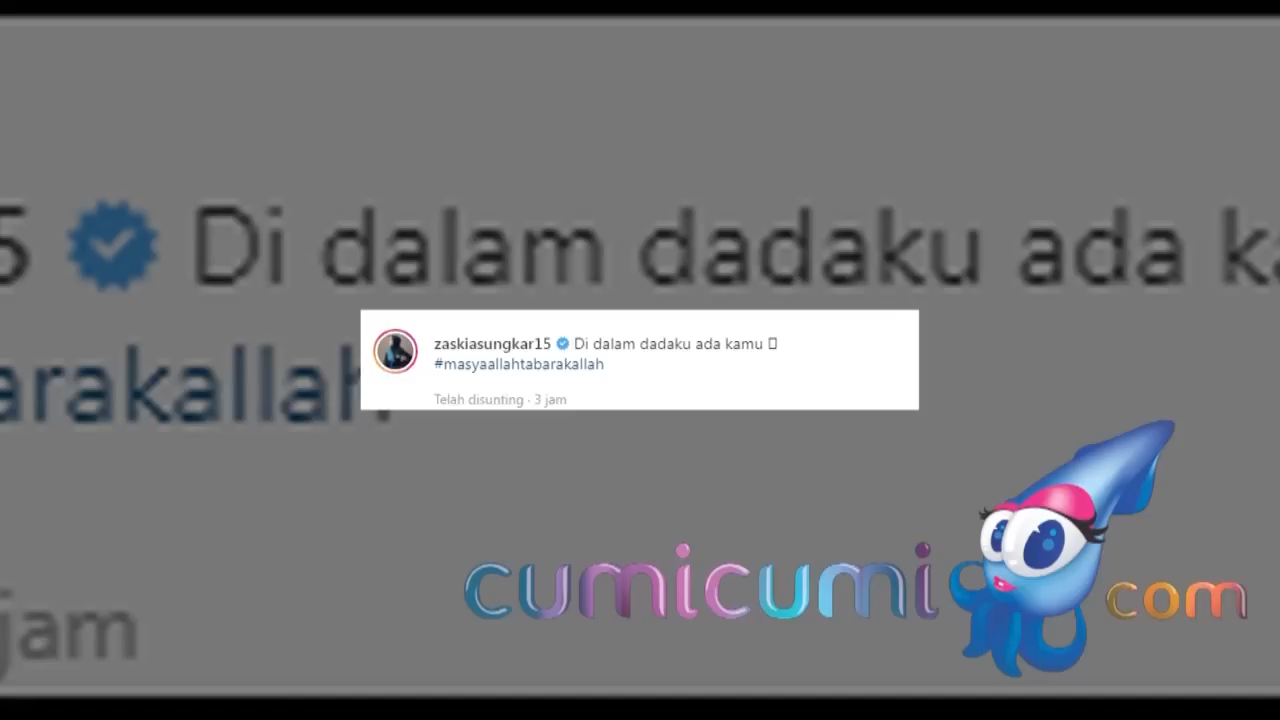 5 Di dalam dadaku ada ka
arakallah
jam
zaskiasungkar15 Di dalam dadaku ada kamu
#masyaallahtabarakallah
Telah disunting · 3 jam
cumicumi.com